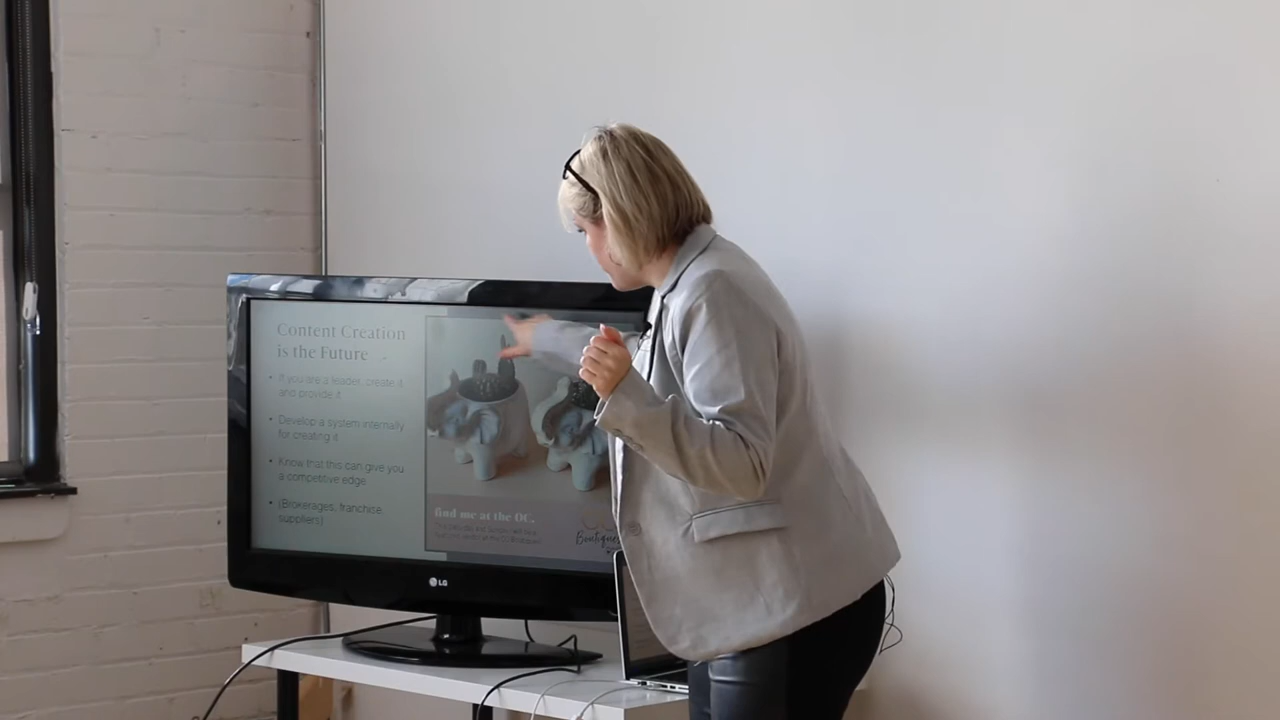 Content Creation
is the Future
• If you are a leader, create it
and provide it
• Develop a system internally
for creating it
• Know that this can give you
a competitive edge
• (Brokerages, franchise,
suppliers)
find me at the OC.
Boutique
LG